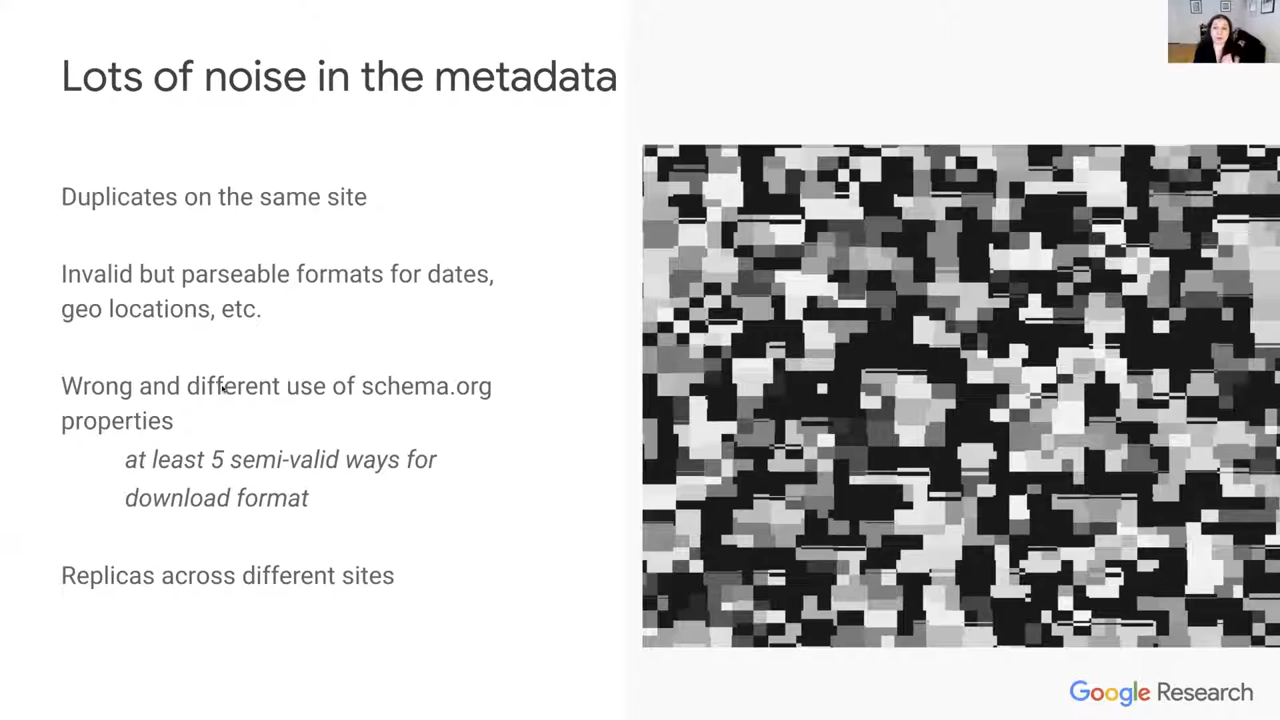 Lots of noise in the metadata
Duplicates on the same site
Invalid but parseable formats for dates,
geo locations, etc.
Wrong and different use of schema.org
properties
at least 5 semi-valid ways for
download format
Replicas across different sites
Google Research